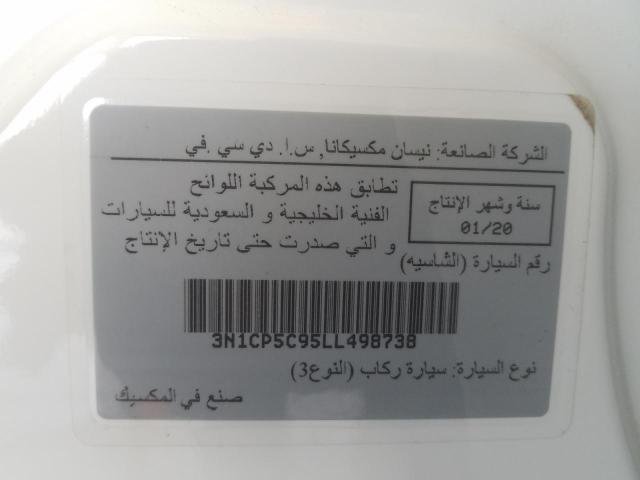 الشركة الصانعة: نيسان مكسيكانا, س.ا. دي سي .في
سنة وشهر الإنتاج
01/20
تطابق هذه المركبة اللوائح
الفنية الخليجية و السعودية للسيارات
و التي صدرت حتى تاريخ الإنتاج
رقم السيارة (الشاسيه)
3N1CP5C95LL498738
نوع السيارة: سيارة ركاب (النوع3)
صنع في المكسيك